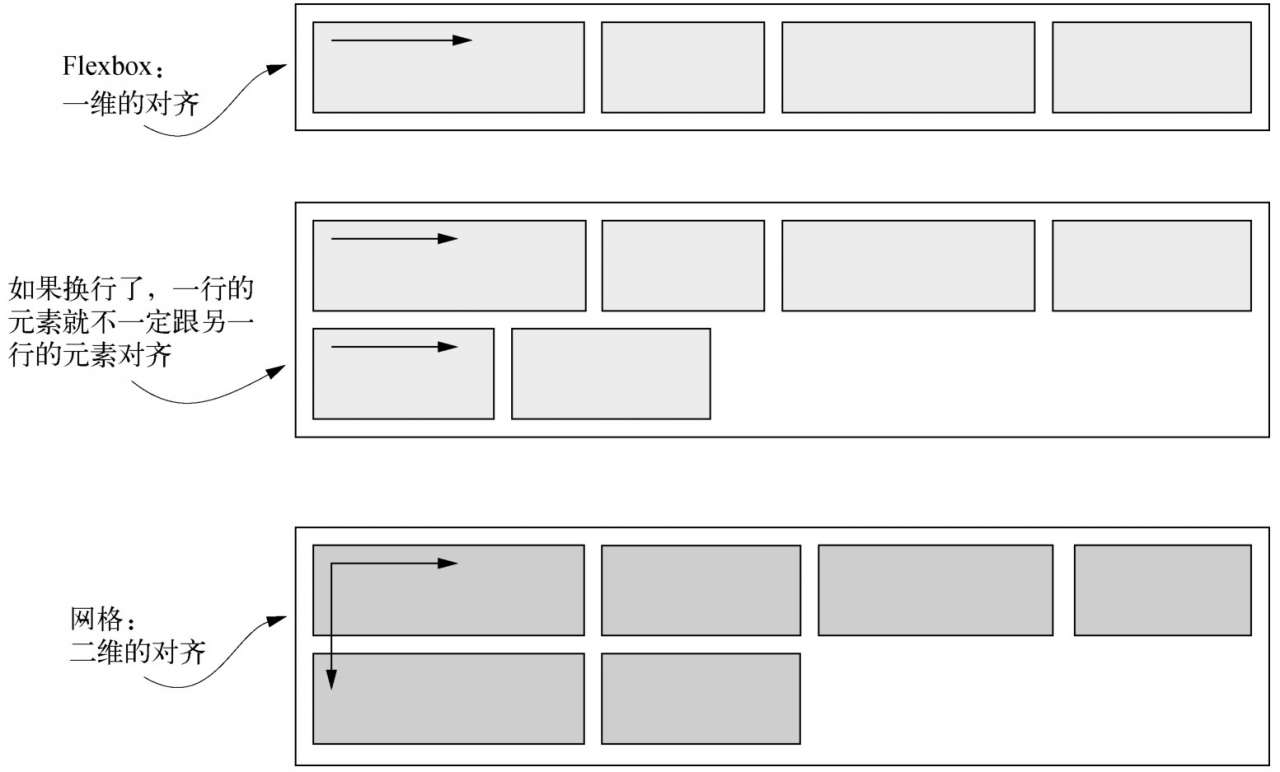 Flexbox：
一维的对齐
如果换行了，一行的
元素就不一定跟另一
行的元素对齐
网格：
二维的对齐